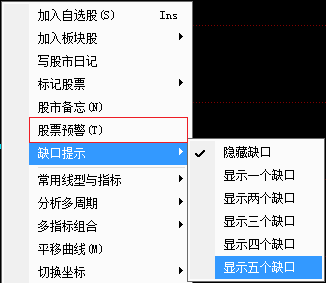 加入自选股(S) Ins
加入板块股
写股市日记
标记股票
股市备忘(N)
股票预警(T)
缺口提示
常用线型与指标
分析多周期
多指标组合
平移曲线(M)
切换坐标
隐藏缺口
显示一个缺口
显示两个缺口
显示三个缺口
显示四个缺口
显示五个缺口